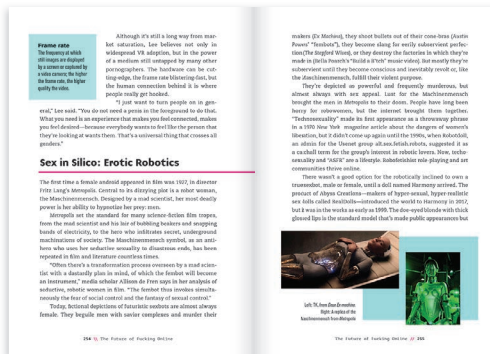 Frame rate
The frequency at which
still images are displayed
by a screen or captured by
a video camera; the higher
the frame rate, the higher
quality the video.
Although it's still a long way from mar-
ket saturation, Lee believes not only in
widespread VR adoption, but in the power
of a medium still untapped by many other
pornographers. The hardware can be cut-
ting-edge, the frame rate blistering-fast, but
the human connection behind it is where
people really get hooked.
"I just want to turn people on in gen-
eral," Lee said. "You do not need a penis in the foreground to do that.
What you need is an experience that makes you feel connected, makes
you feel desired—because everybody wants to feel like the person that
they're looking at wants them. That's a universal thing that crosses all
genders."
Sex in Silico: Erotic Robotics
The first time a female android appeared in film was 1927, in director
Fritz Lang's Metropolis. Central to its dizzying plot is a robot woman,
the Maschinenmensch. Designed by a mad scientist, her most deadly
power is her ability to hypnotize her prey: men.
Metropolis set the standard for many science-fiction film tropes,
from the mad scientist and his lair of bubbling beakers and snapping
bands of electricity, to the hero who infiltrates secret, underground
machinations of society. The Maschinenmensch symbol, as an anti-
hero who uses her seductive sexuality to disastrous ends, has been
repeated in film and literature countless times.
"Often there's a transformation process overseen by a mad scien-
tist with a dastardly plan in mind, of which the fembot will become
an instrument," media scholar Allison de Fren says in her analysis of
seductive, robotic women in film. "The fembot thus invokes simulta-
neously the fear of social control and the fantasy of sexual control."
Today, fictional depictions of futuristic sexbots are almost always
female. They beguile men with savior complexes and murder their
254 \\ The Future of Fucking Online
makers (Ex Machina), they shoot bullets out of their cone-bras (Austin
Powers' "fembots"), they become slang for eerily subservient perfec-
tion (The Stepford Wives), or they destroy the factories in which they're
made (in Bella Poarch's "Build a B*tch" music video). But mostly they're
subservient until they become conscious and inevitably revolt or, like
the Maschinenmensch, fulfill their violent purpose.
They're depicted as powerful and frequently murderous, but
almost always with sex appeal. Just as the Maschinenmensch
brought the men in Metropolis to their doom. People have long been
horny for robowomen, but the internet brought them together.
"Technosexuality" made its first appearance as a throwaway phrase
in a 1970 New York magazine article about the dangers of women's
liberation, but it didn't come up again until the 1990s, when Robotdoll,
an admin for the Usenet group alt.sex.fetish.robots, suggested it as
a catchall term for the group's interest in robotic lovers. Now, techno-
sexuality and "ASFR" are a lifestyle. Robofetishist role-playing and art
communities thrive online.
There wasn't a good option for the robotically inclined to own a
true sexbot, male or female, until a doll named Harmony arrived. The
product of Abyss Creations—makers of hyper-sexual, hyper-realistic
sex dolls called RealDolls—introduced the world to Harmony in 2017,
but it was in the works as early as 1999. The doe-eyed blonde with thick
glossed lips is the standard model that's made public appearances but
Left: TK, from Deus Ex machina.
Right: A replica of the
Maschinenmensch from Metropolis
The Future of Fucking Online // 255